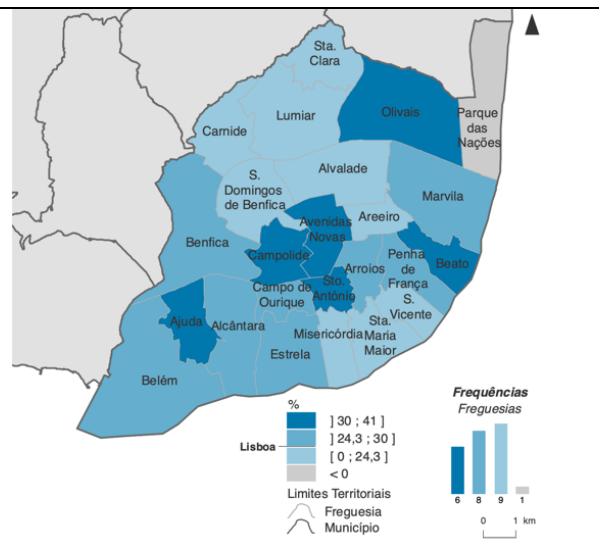 Sta.
Clara
Lumiar
Olivais
Carnide
Parque
das
Nações
Alvalade
S.
Domingos
de Benfica
Marvila
Avenidas
Novas
Areeiro
Benfica
Campolide
Arroios
Penha
de
França
Beato
Campo de
Ourique
Sto.
António
S.
Vicente
Ajuda
Alcântara
Misericórdia
Sta.
Maria
Maior
Estrela
Belém
%
] 30 ; 41 ]
] 24,3 ; 30 ]
Lisboa
[ 0 ; 24,3 ]
< 0
Limites Territoriais
Freguesia
Município
Frequências
Freguesias
6 8 9 1
0 1 km